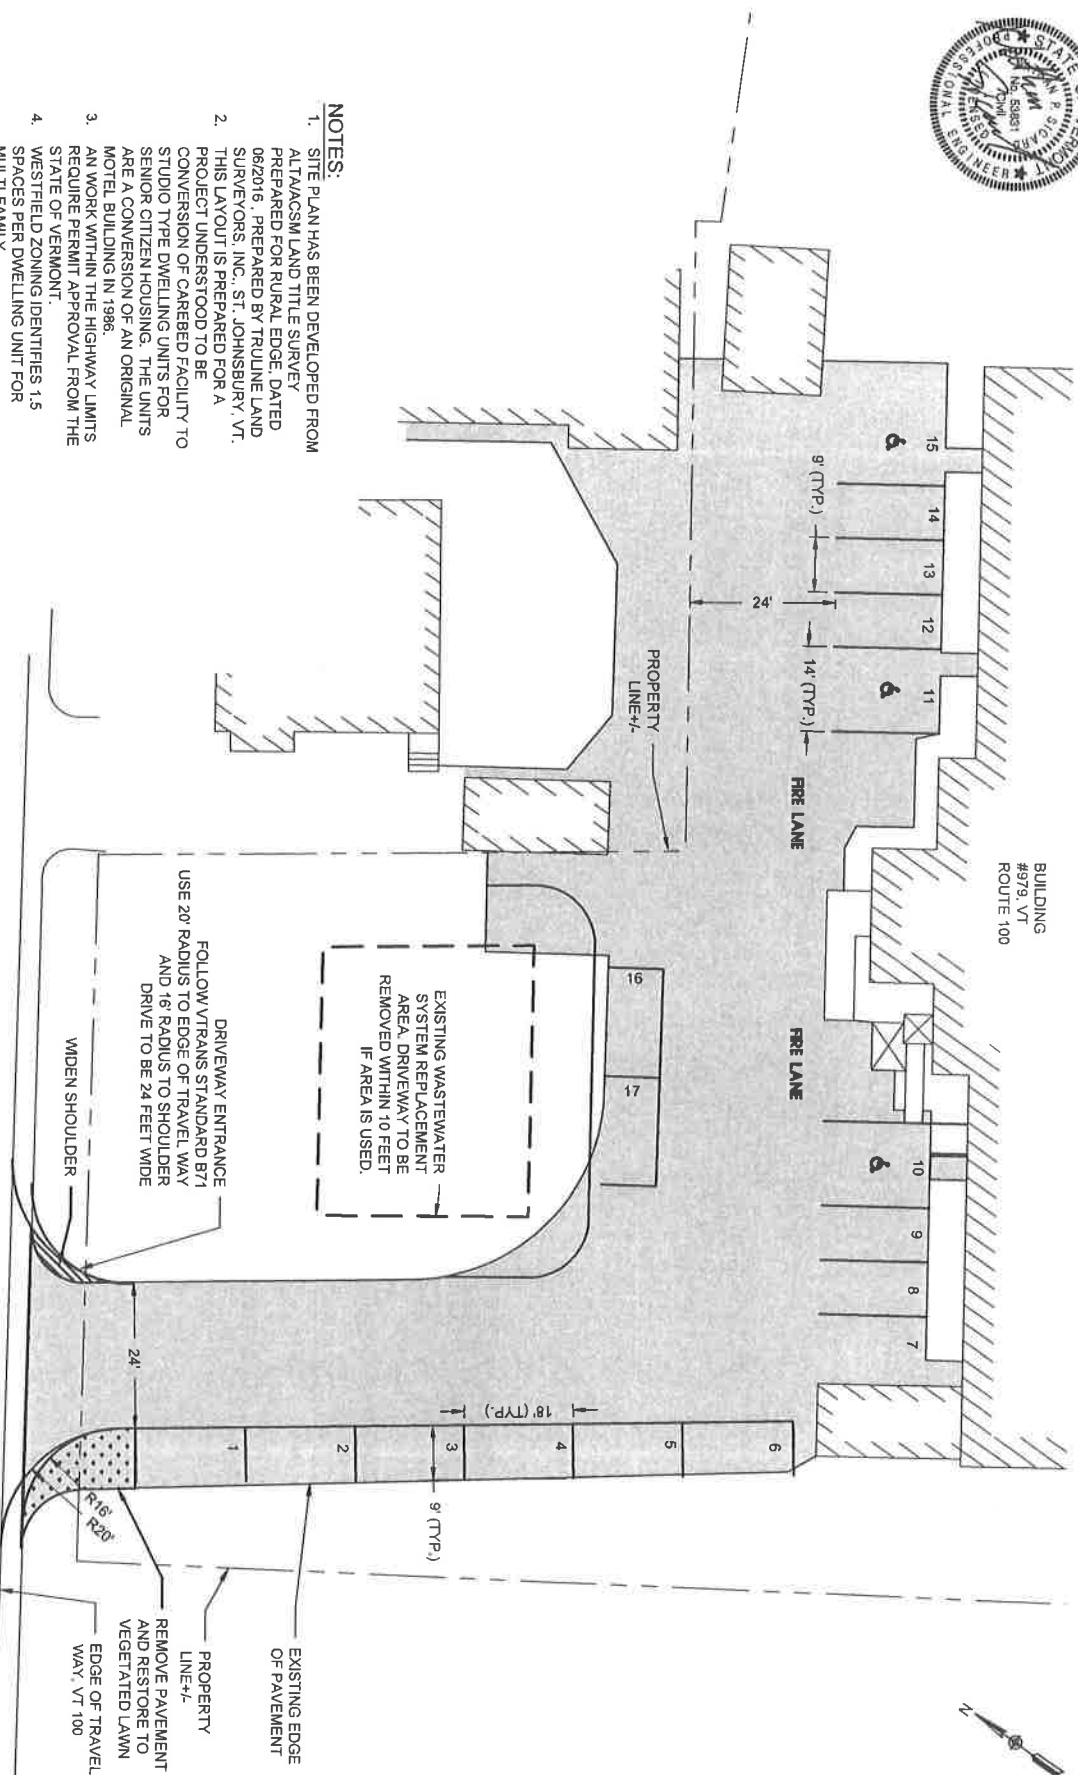 NOTES:
1. SITE PLAN HAS BEEN DEVELOPED FROM
ALTA/ACSM LAND TITLE SURVEY
PREPARED FOR RURAL EDGE, DATED
06/2016, PREPARED BY TRULINE LAND
SURVEYORS, INC., ST. JOHNSBURY, VT.
2. THIS LAYOUT IS PREPARED FOR A
PROJECT UNDERSTOOD TO BE
CONVERSION OF CAREBED FACILITY TO
STUDIO TYPE DWELLING UNITS FOR
SENIOR CITIZEN HOUSING. THE UNITS
ARE A CONVERSION OF AN ORIGINAL
MOTEL BUILDING IN 1986.
3. AN WORK WITHIN THE HIGHWAY LIMITS
REQUIRE PERMIT APPROVAL FROM THE
STATE OF VERMONT.
4. WESTFIELD ZONING IDENTIFIES 1.5
SPACES PER DWELLING UNIT FOR
MULTI FAMILY
BUILDING
#979, VT
ROUTE 100
15
14
13
12
11
9' (TYP.)
24'
14' (TYP.)
PROPERTY
LINE+/-
FIRE LANE
FIRE LANE
16
17
10
9
8
7
EXISTING WASTEWATER
SYSTEM REPLACEMENT
AREA. DRIVEWAY TO BE
REMOVED WITHIN 10 FEET
IF AREA IS USED.
DRIVEWAY ENTRANCE
FOLLOW VTRANS STANDARD B71
USE 20' RADIUS TO EDGE OF TRAVEL WAY
AND 16' RADIUS TO SHOULDER
DRIVE TO BE 24 FEET WIDE
WIDEN SHOULDER
24'
18' (TYP.)
1
2
3
4
5
6
9' (TYP.)
R16'
R20'
EXISTING EDGE
OF PAVEMENT
PROPERTY
LINE+/-
REMOVE PAVEMENT
AND RESTORE TO
VEGETATED LAWN
EDGE OF TRAVEL
WAY, VT 100
N
STATE
VERMONT
No. 53831
CIVIL
PROFESSIONAL ENGINEER